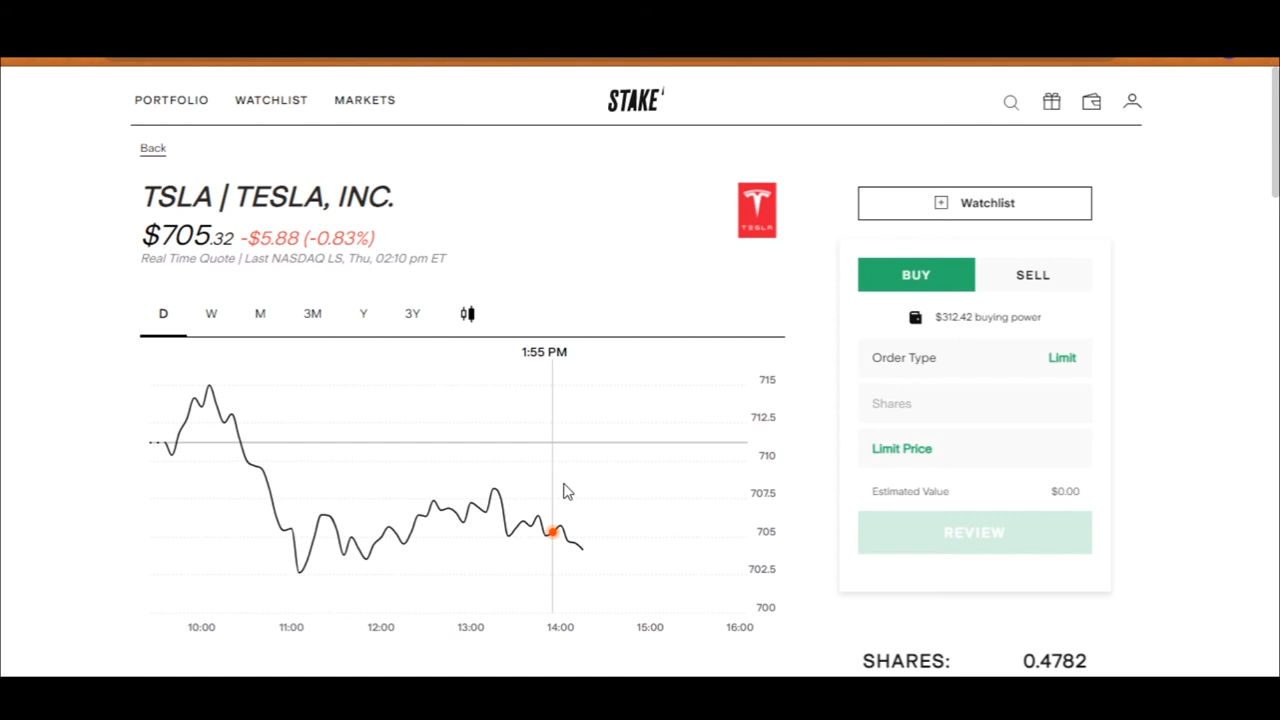 PORTFOLIO WATCHLIST MARKETS STAKE
Back
TSLA | TESLA, INC.
$705.32 -$5.88 (-0.83%)
Real Time Quote | Last NASDAQ LS, Thu, 02:10 pm ET
TESLA
D W M 3M Y 3Y
1:55 PM
715
712.5
710
707.5
705
702.5
700
10:00 11:00 12:00 13:00 14:00 15:00 16:00
Watchlist
BUY SELL
$312.42 buying power
Order Type Limit
Shares
Limit Price
Estimated Value $0.00
REVIEW
SHARES: 0.4782